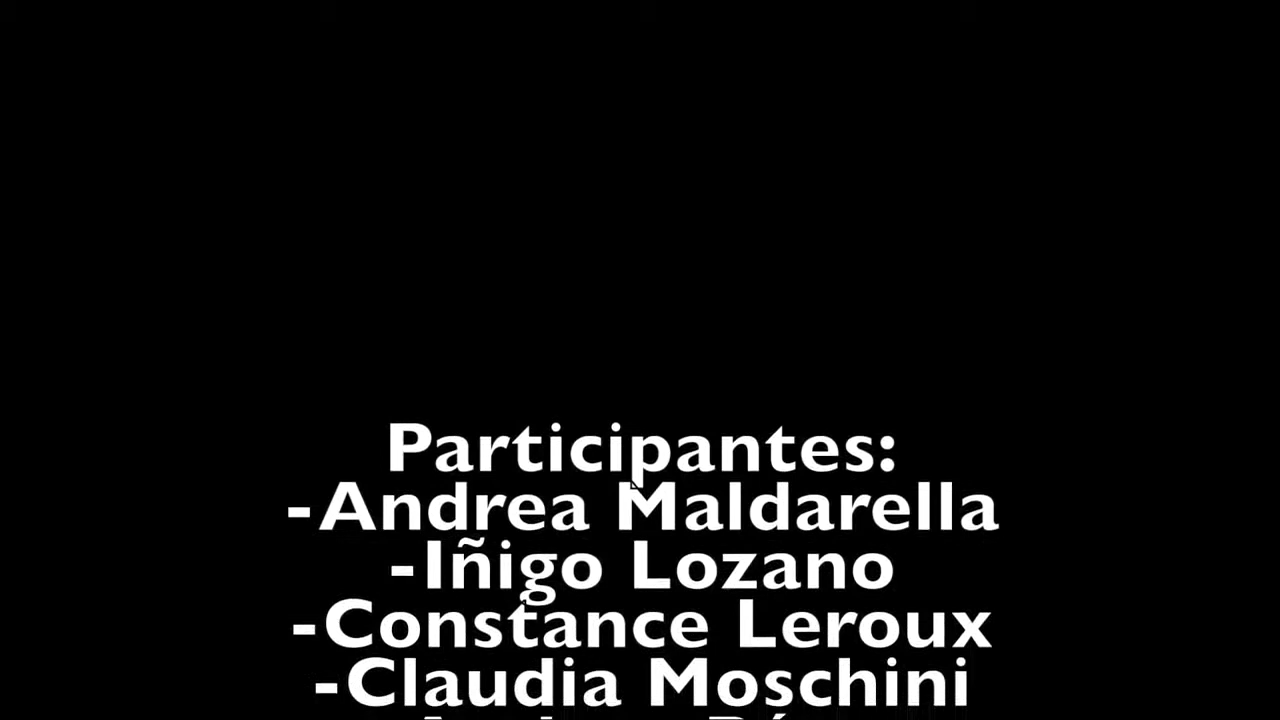 Participantes:
-Andrea Maldarella
-Iñigo Lozano
-Constance Leroux
-Claudia Moschini